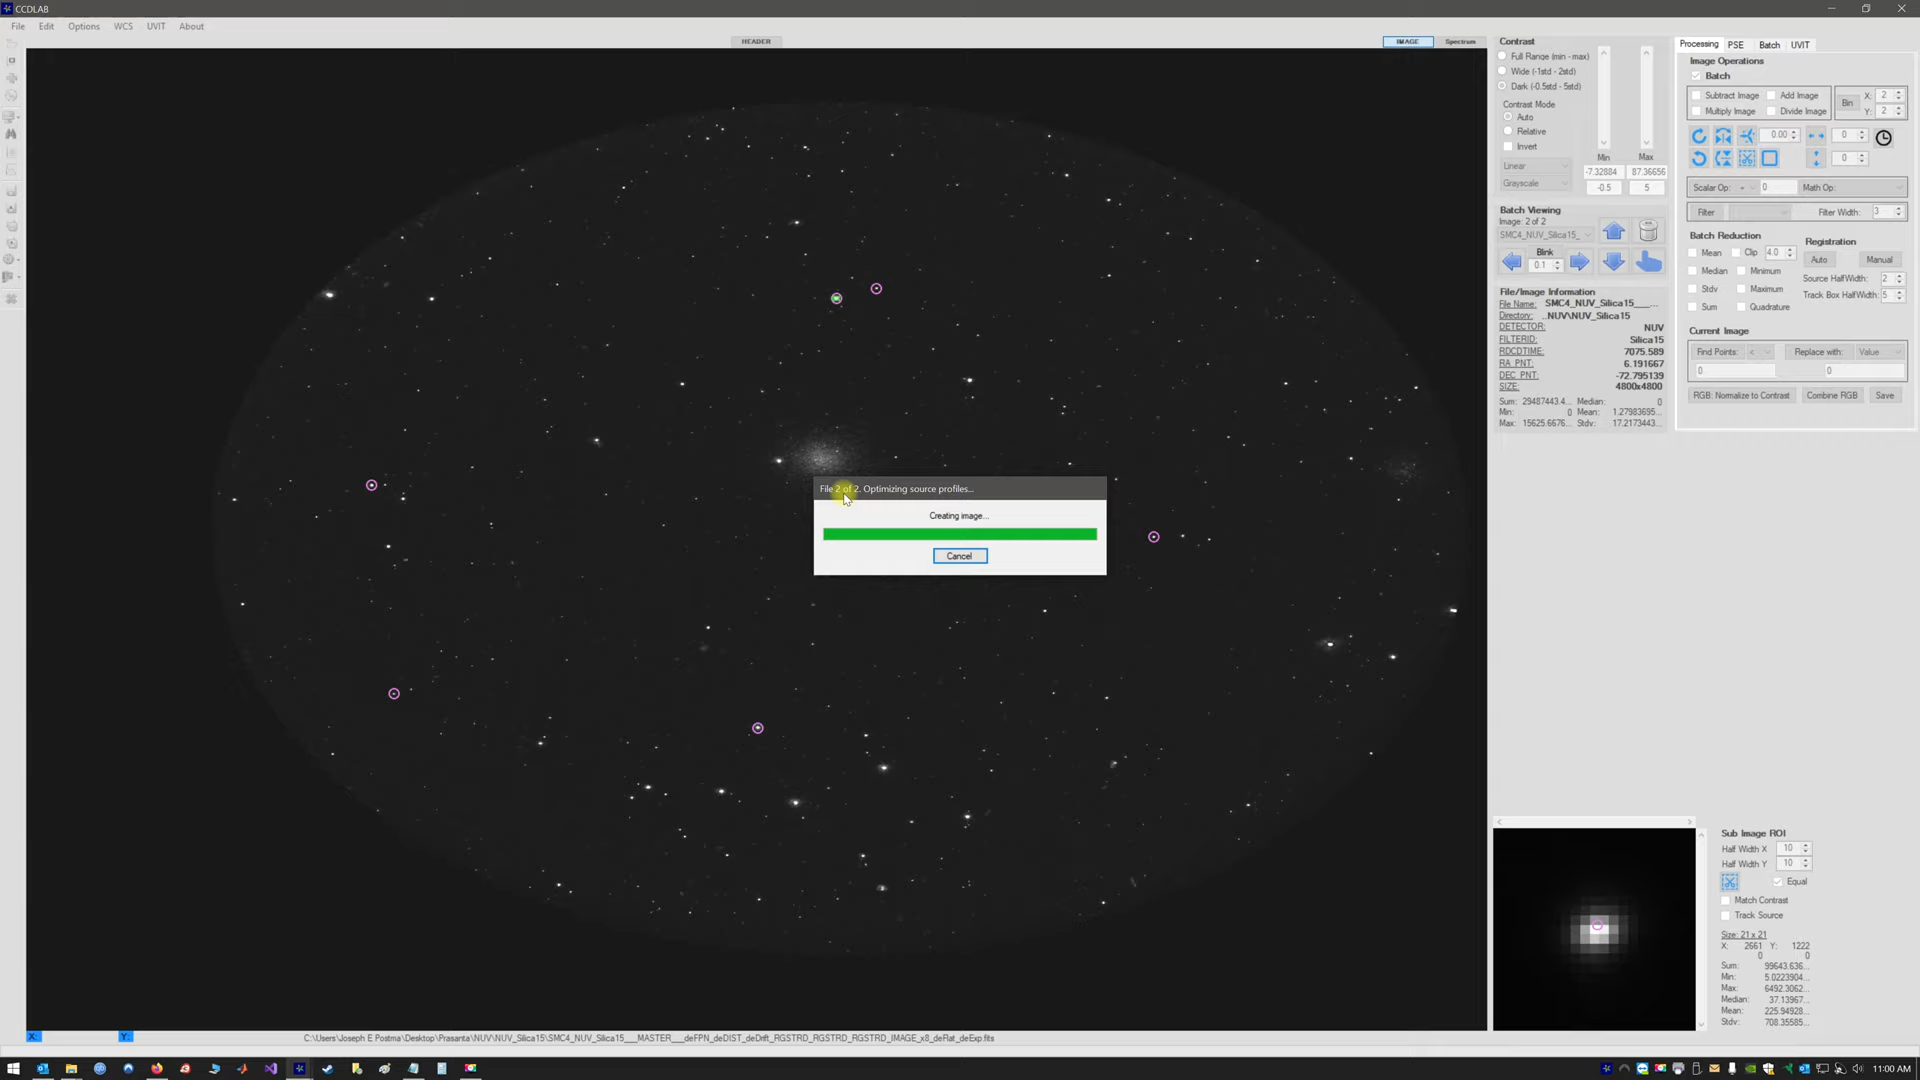 CCDLAB
File Edit Options WCS UVIT About
HEADER
IMAGE Spectrum
Contrast
Full Range (min - max)
Wide (-1std - 2std)
Dark (-0.5std - 5std)
Contrast Mode
Auto
Relative
Invert
Linear
Grayscale
Min Max
-7.32884 87.36656
-0.5 5
Batch Viewing
Image: 2 of 2
SMC4_NUV_Silica15_
Blink
0.1
File/Image Information
File Name: SMC4_NUV_Silica15___...
Directory: ..NUV\NUV_Silica15
DETECTOR: NUV
FILTERID: Silica15
RDCDTIME: 7075.589
RA_PNT: 6.191667
DEC_PNT: -72.795139
SIZE: 4800x4800
Sum: 29487443.4... Median: 0
Min: 0 Mean: 1.27983695...
Max: 15625.6676... Stdv: 17.2173443...
Processing PSE Batch UVIT
Image Operations
Batch
Subtract Image Add Image
Multiply Image Divide Image
Bin X: 2
Y: 2
0.00 0
0
Scalar Op: + 0 Math Op:
Filter Filter Width: 3
Batch Reduction
Mean Clip 4.0
Median Minimum
Stdv Maximum
Sum Quadrature
Registration
Auto Manual
Source HalfWidth: 2
Track Box HalfWidth: 5
Current Image
Find Points: < Replace with: Value
0 0
RGB: Normalize to Contrast Combine RGB Save
File 2 of 2. Optimizing source profiles...
Creating image...
Cancel
Sub Image ROI
Half Width X 10
Half Width Y 10
Equal
Match Contrast
Track Source
Size: 21 x 21
X: 2661 Y: 1222
0 0
Sum: 99643.636...
Min: 5.0223904...
Max: 6492.3062...
Median: 37.13967...
Mean: 225.94928...
Stdv: 708.35585...
X: Y: C:\Users\Joseph E Postma\Desktop\Prasanta\NUV\NUV_Silica15\SMC4_NUV_Silica15___MASTER___deFPN_deDIST_deDrift_RGSTRD_RGSTRD_RGSTRD_IMAGE_x8_deFlat_deExp.fits
11:00 AM